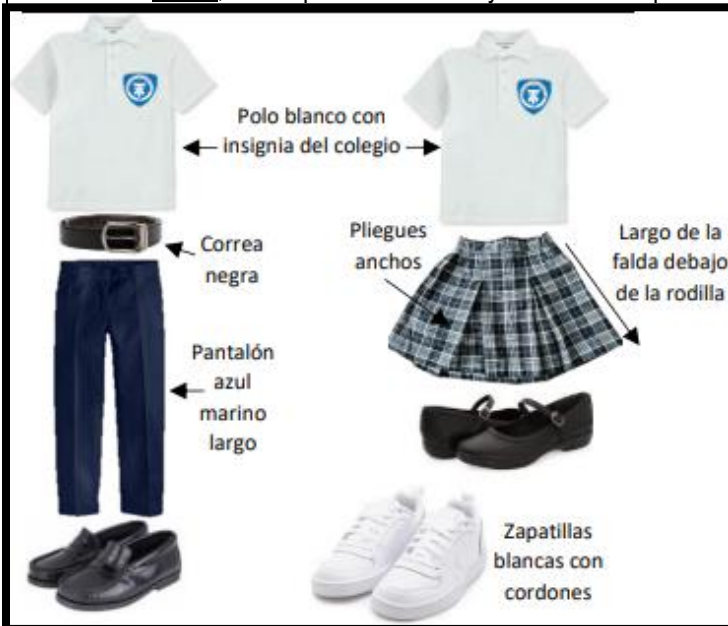 Polo blanco con
insignia del colegio
Correa
negra
Pliegues
anchos
Largo de la
falda debajo
de la rodilla
Pantalón
azul
marino
largo
Zapatillas
blancas con
cordones